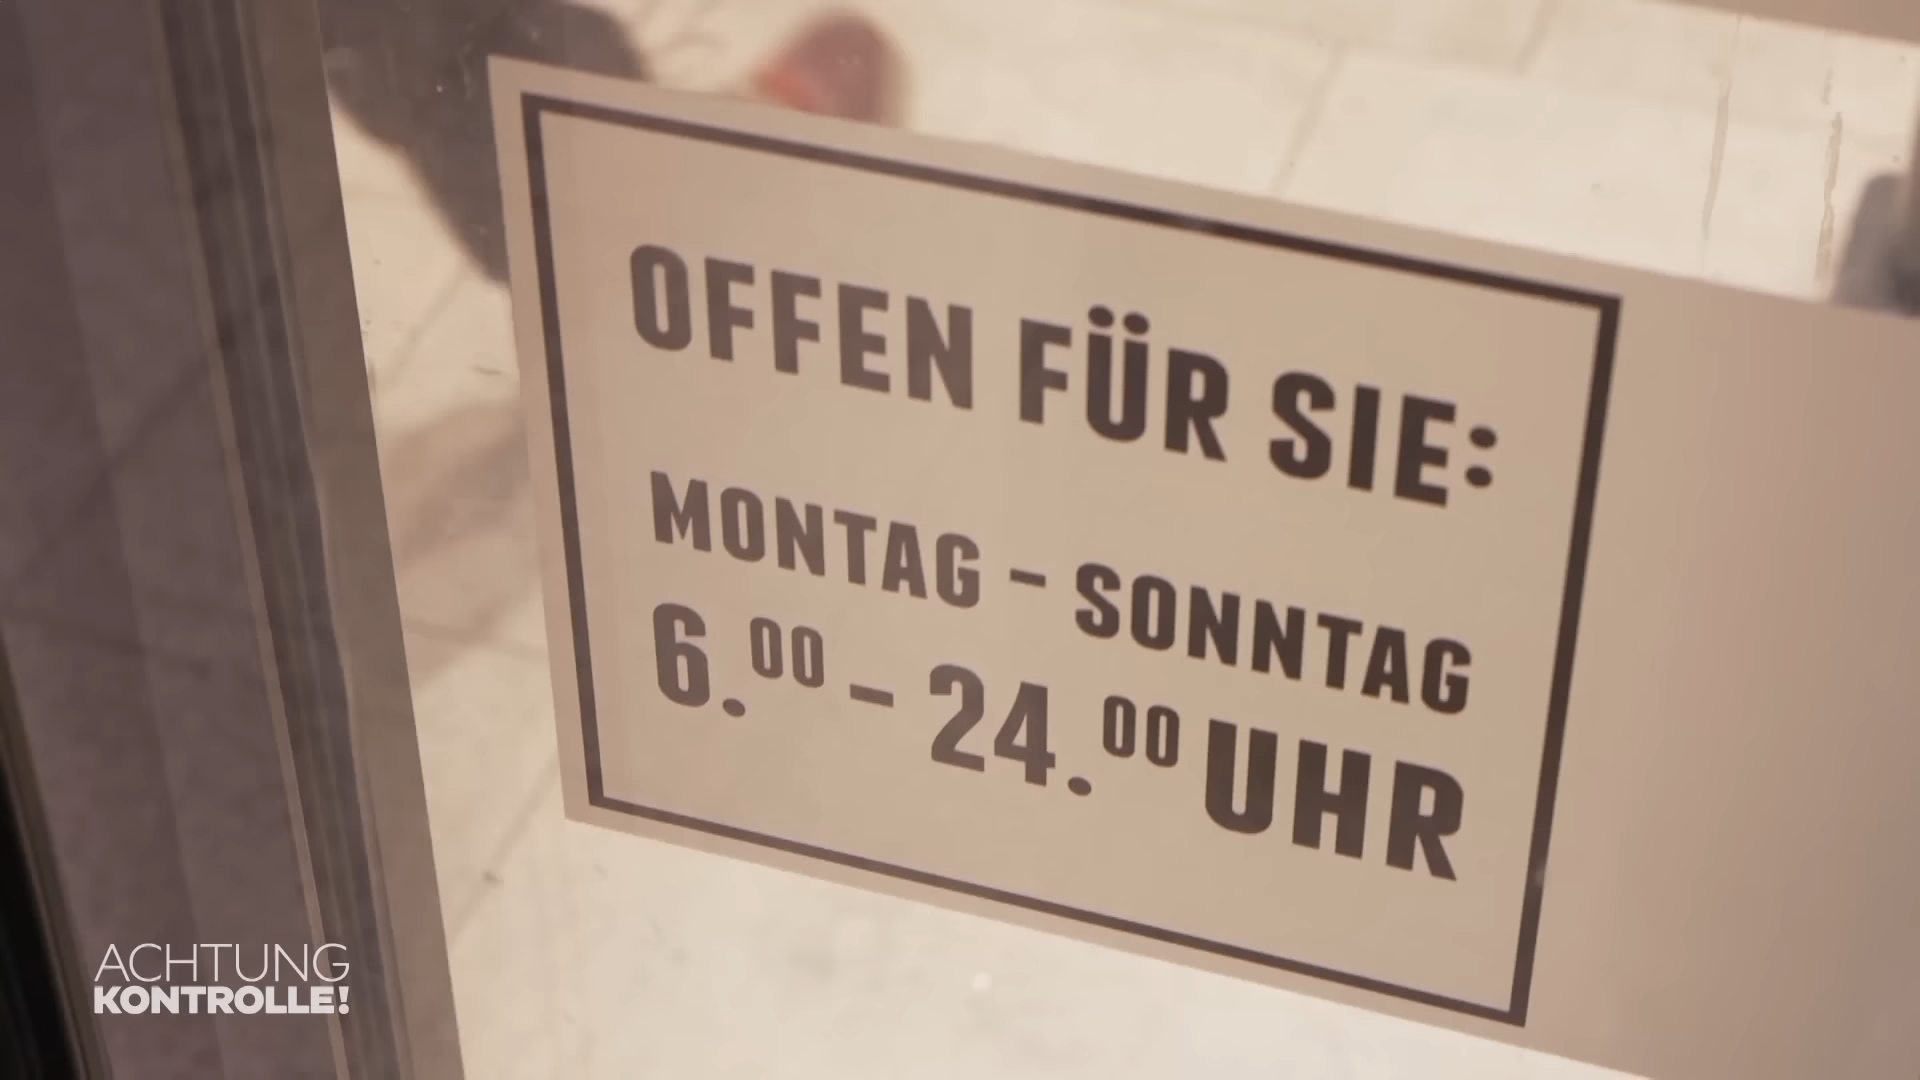 OFFEN FÜR SIE:
MONTAG – SONNTAG
6.00 – 24.00 UHR
ACHTUNG
KONTROLLE!